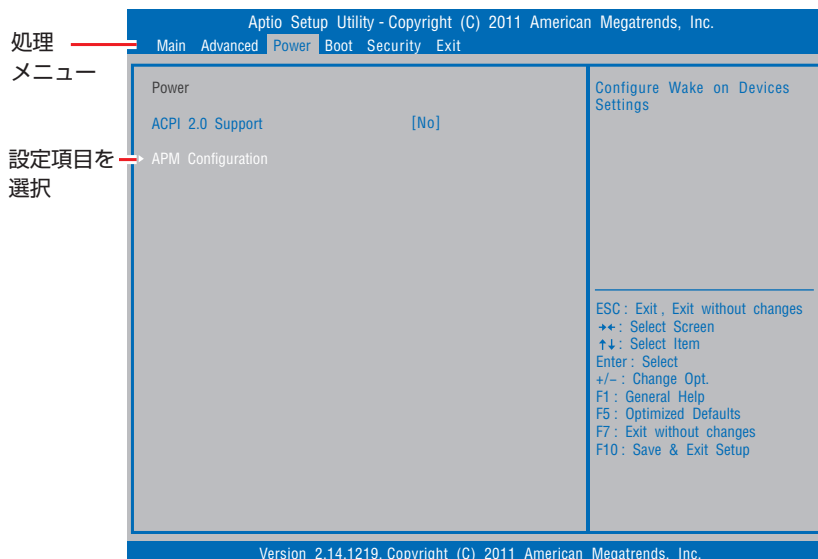 Aptio Setup Utility - Copyright (C) 2011 American Megatrends, Inc.
処理
メニュー
Main Advanced Power Boot Security Exit
Power
ACPI 2.0 Support [No]
設定項目を
選択
APM Configuration
Configure Wake on Devices
Settings
ESC : Exit , Exit without changes
→← : Select Screen
↑↓ : Select Item
Enter : Select
+/− : Change Opt.
F1 : General Help
F5 : Optimized Defaults
F7 : Exit without changes
F10 : Save & Exit Setup
Version 2.14.1219. Copyright (C) 2011 American Megatrends, Inc.